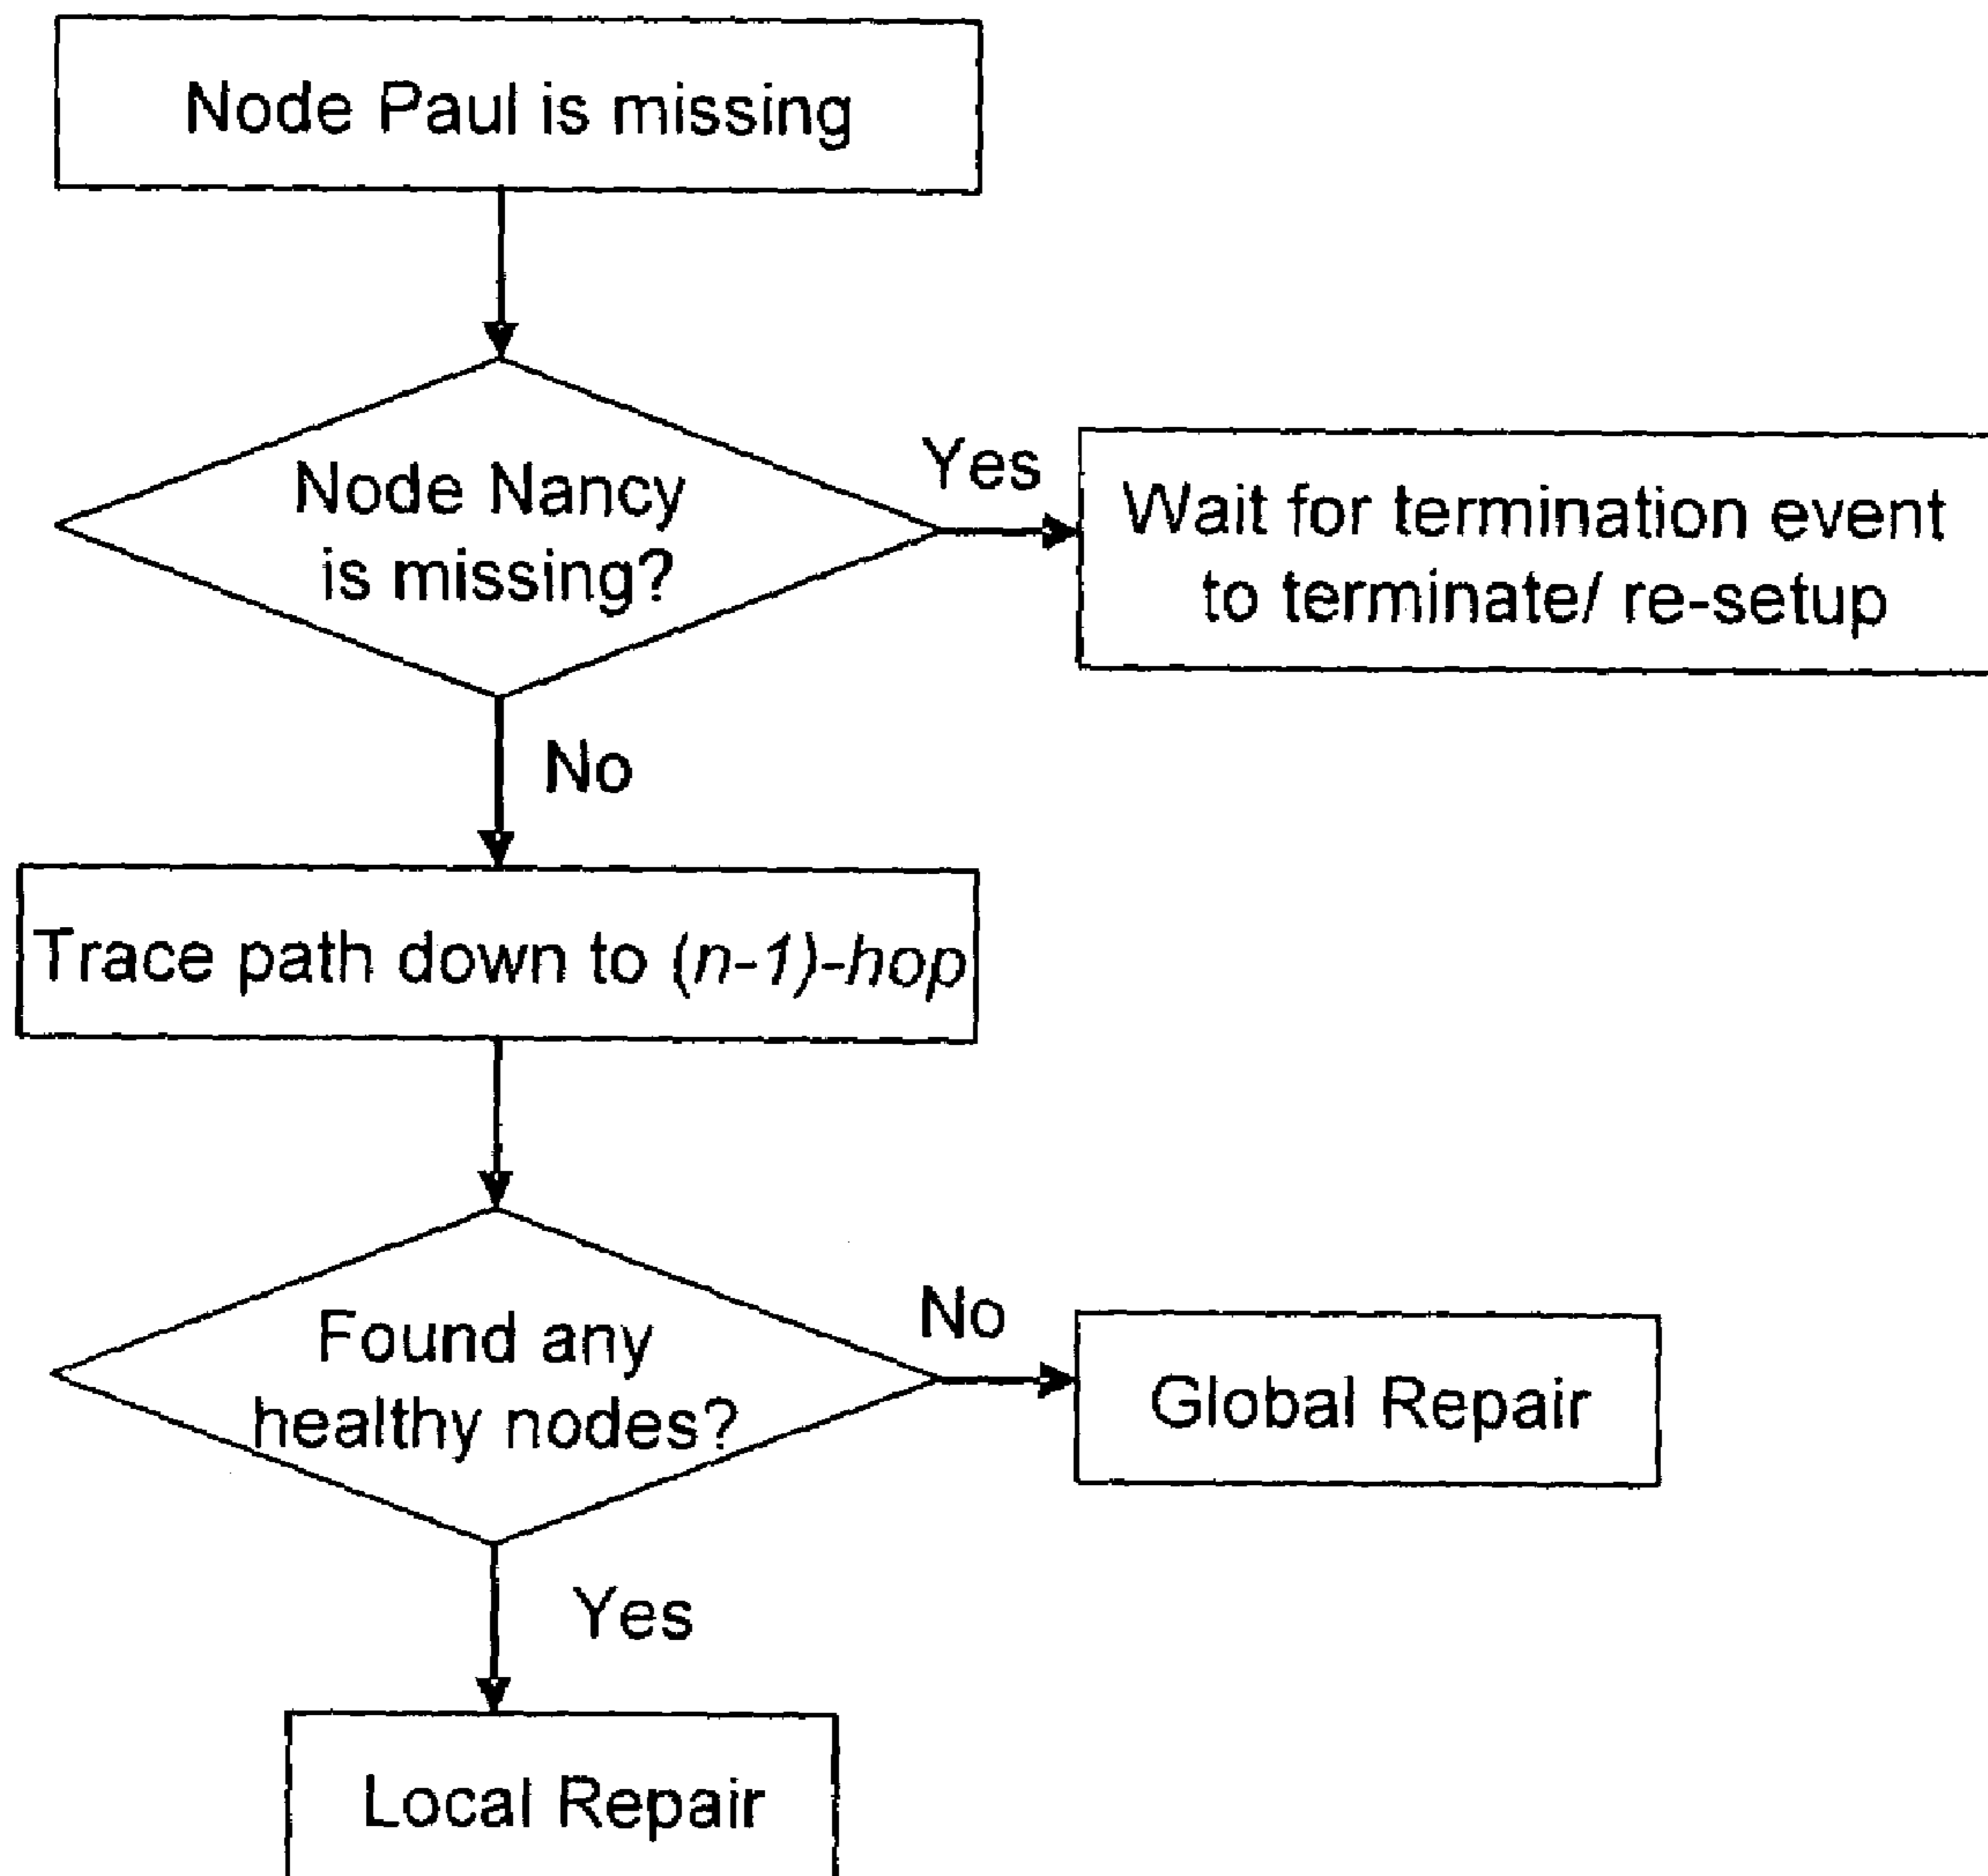 Node Paul is missing
Node Nancy
is missing?
Yes
Wait for termination event
to terminate/ re-setup
No
Trace path down to (n-1)-hop
Found any
healthy nodes?
No
Global Repair
Yes
Local Repair